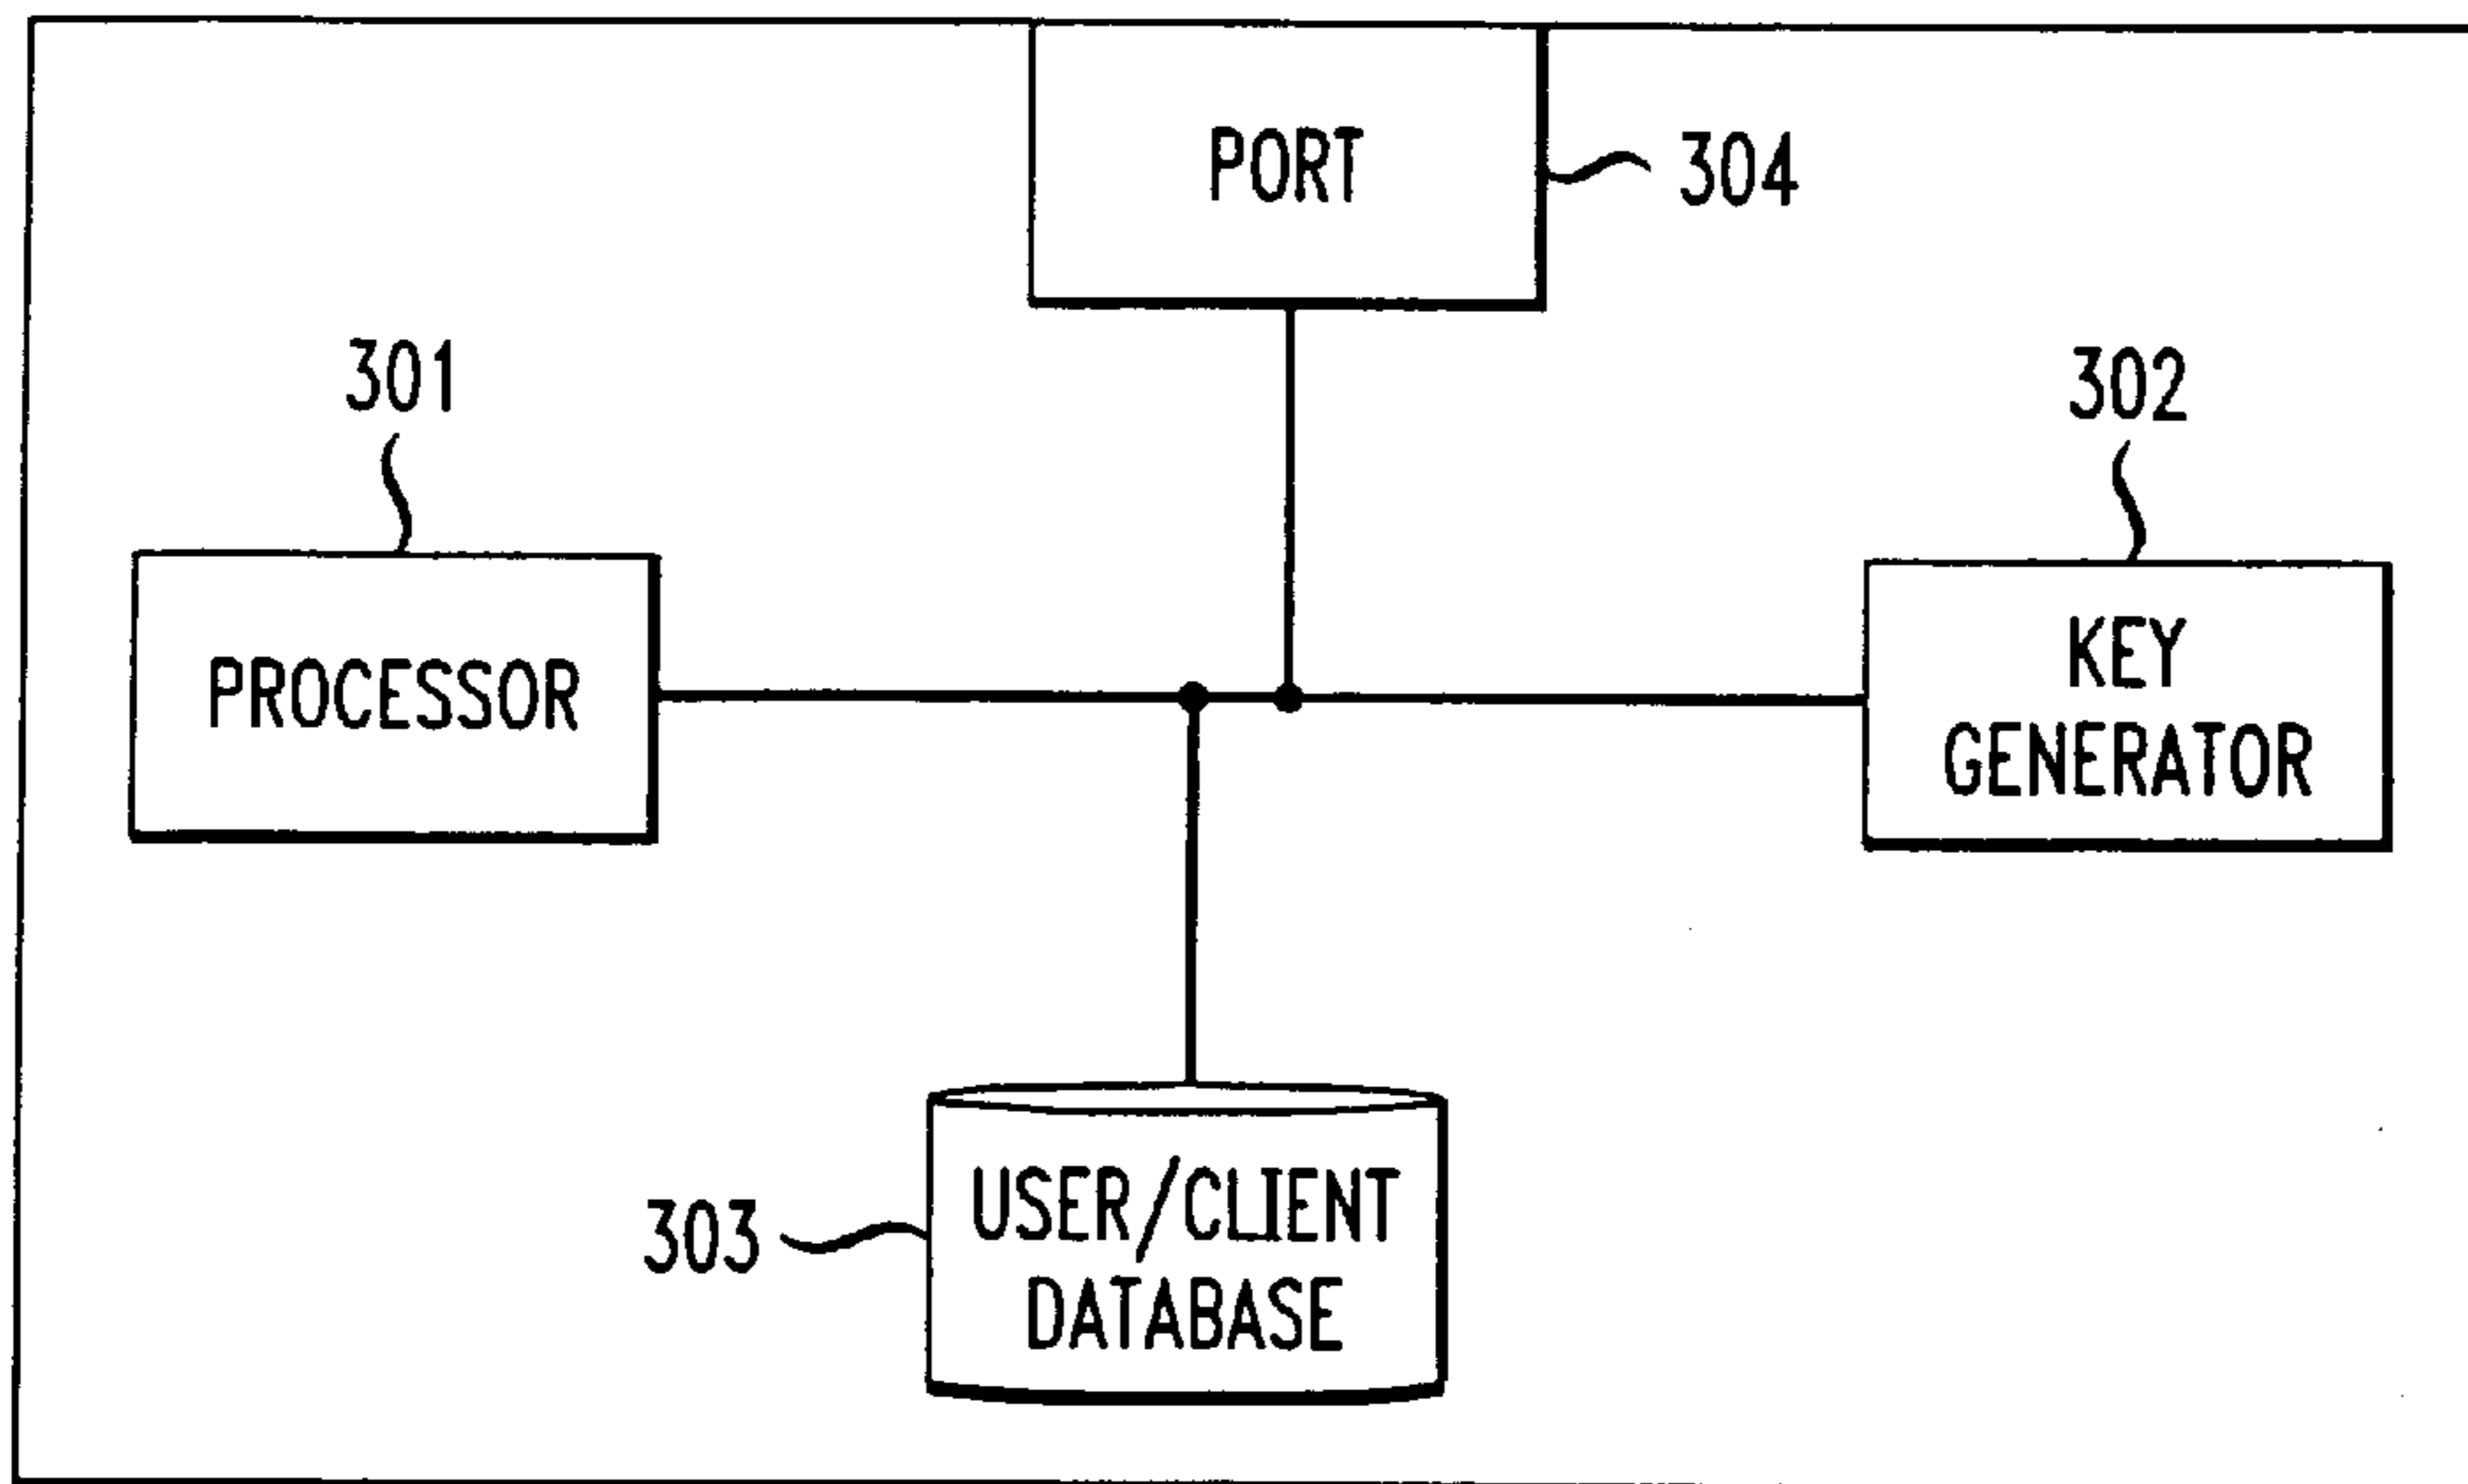 PORT
304
301
302
PROCESSOR
KEY
GENERATOR
303
USER/CLIENT
DATABASE